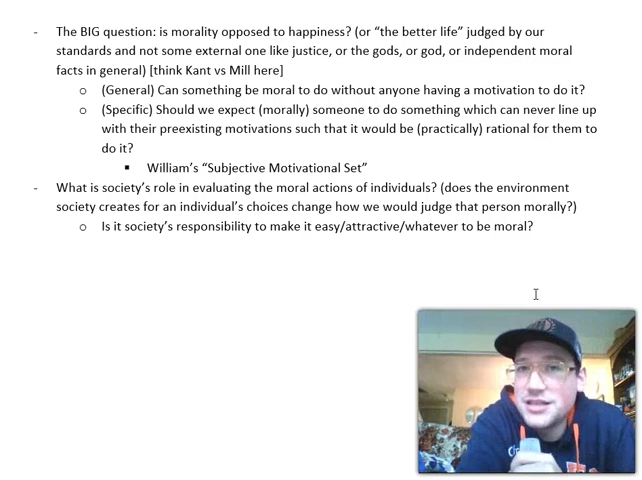 - The BIG question: is morality opposed to happiness? (or “the better life” judged by our
standards and not some external one like justice, or the gods, or god, or independent moral
facts in general) [think Kant vs Mill here]
o (General) Can something be moral to do without anyone having a motivation to do it?
o (Specific) Should we expect (morally) someone to do something which can never line up
with their preexisting motivations such that it would be (practically) rational for them to
do it?
▪ William’s “Subjective Motivational Set”
- What is society’s role in evaluating the moral actions of individuals? (does the environment
society creates for an individual’s choices change how we would judge that person morally?)
o Is it society’s responsibility to make it easy/attractive/whatever to be moral?